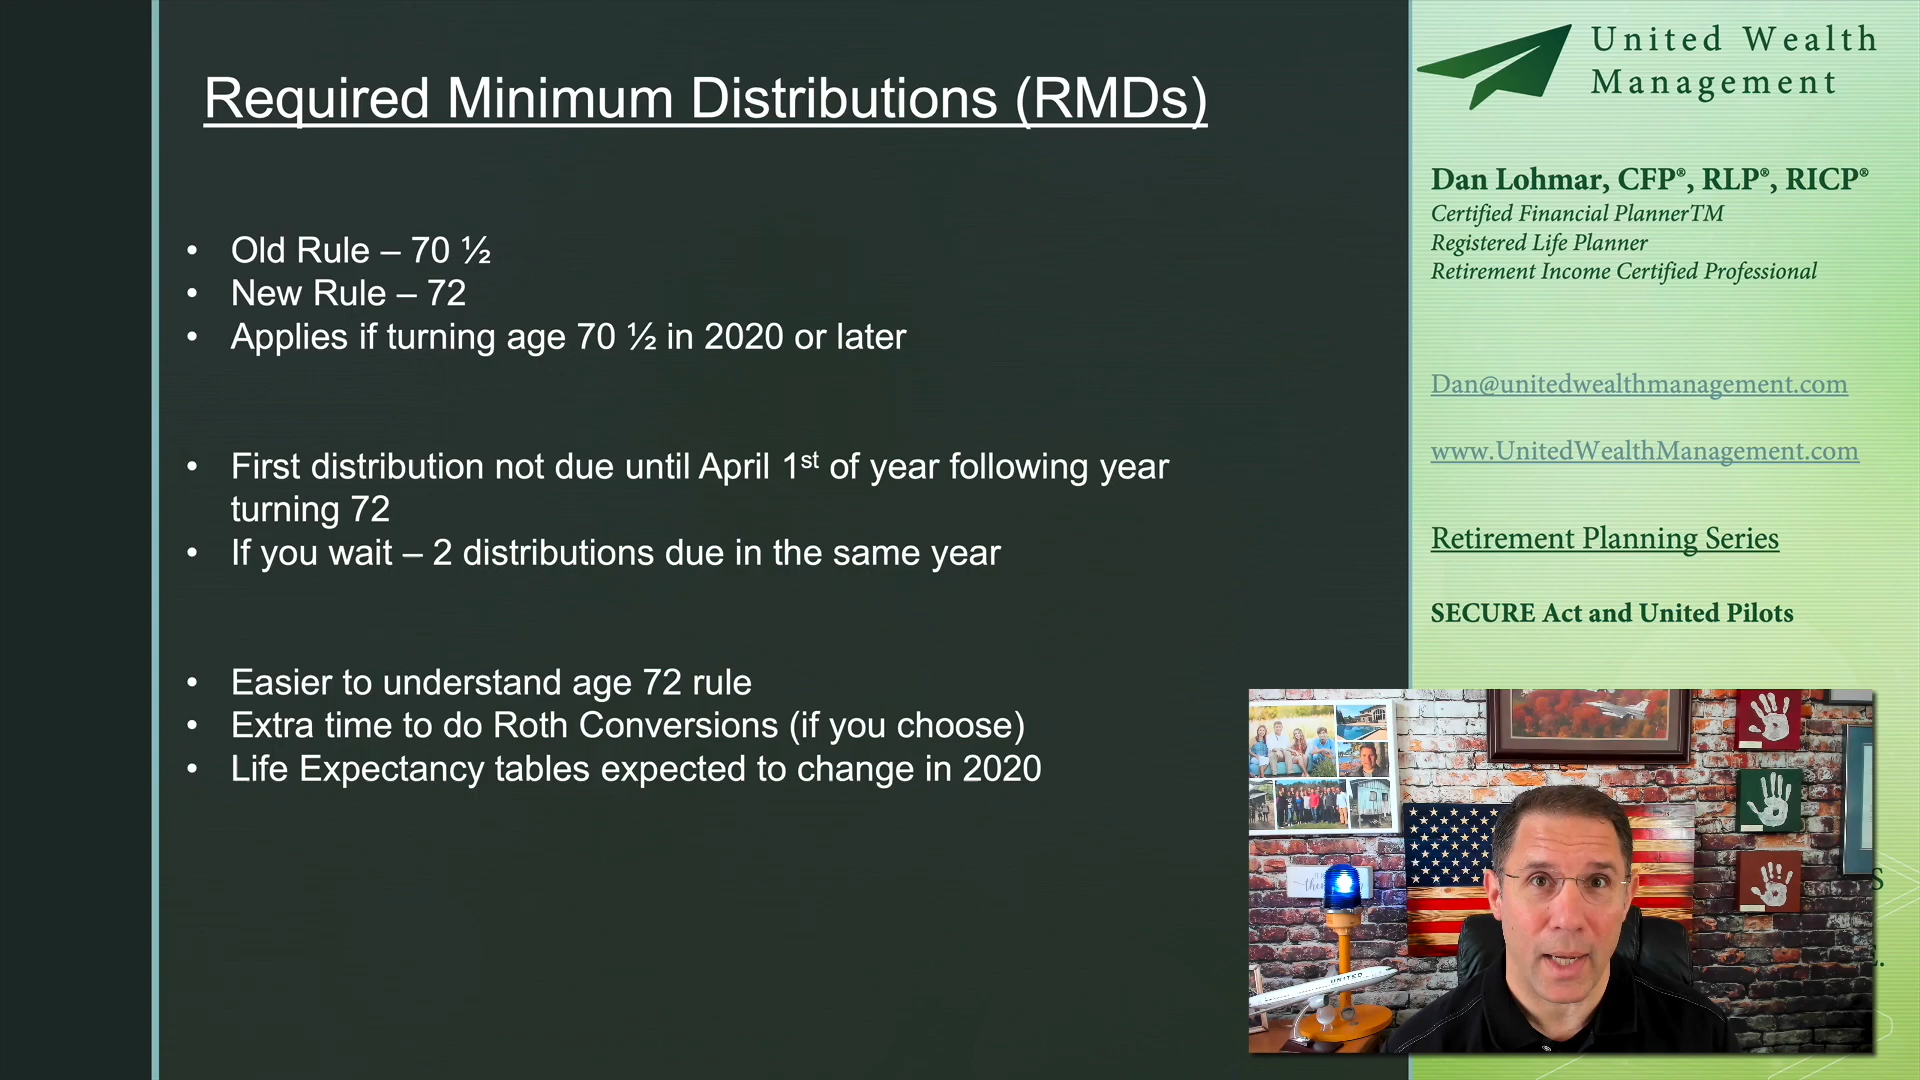 Required Minimum Distributions (RMDs)
• Old Rule – 70 ½
• New Rule – 72
• Applies if turning age 70 ½ in 2020 or later
• First distribution not due until April 1st of year following year
turning 72
• If you wait – 2 distributions due in the same year
• Easier to understand age 72 rule
• Extra time to do Roth Conversions (if you choose)
• Life Expectancy tables expected to change in 2020
United Wealth
Management
Dan Lohmar, CFP®, RLP®, RICP®
Certified Financial PlannerTM
Registered Life Planner
Retirement Income Certified Professional
Dan@unitedwealthmanagement.com
www.UnitedWealthManagement.com
Retirement Planning Series
SECURE Act and United Pilots
UNITED